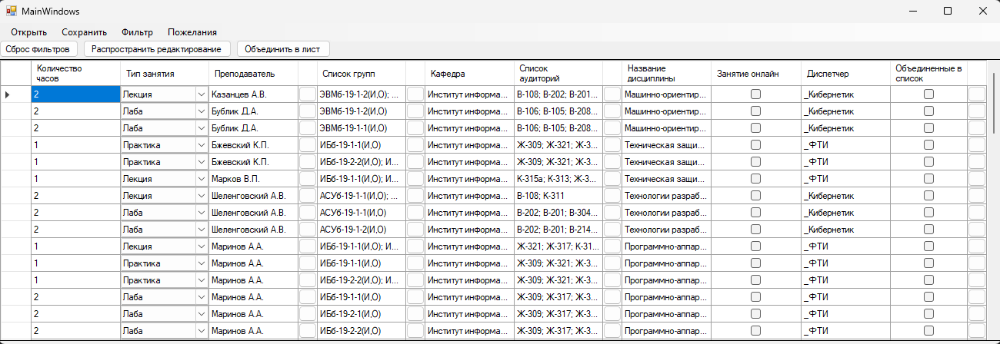 MainWindows
Открыть Сохранить Фильтр Пожелания
Сброс фильтров Распространить редактирование Объединить в лист
Количество часов Тип занятия Преподаватель Список групп Кафедра Список аудиторий Название дисциплины Занятие онлайн Диспетчер Объединенные в список
2 Лекция Казанцев А.В. ЭВМб-19-1-2(И,О); ... Институт информа... В-108; В-202; В-201... Машинно-ориентир... _Кибернетик
2 Лаба Бублик Д.А. ЭВМб-19-1-2(И,О) Институт информа... В-106; В-105; В-208... Машинно-ориентир... _Кибернетик
2 Лаба Бублик Д.А. ЭВМб-19-1-1(И,О) Институт информа... В-106; В-105; В-208... Машинно-ориентир... _Кибернетик
1 Практика Бжевский К.П. ИБб-19-1-1(И,О) Институт информа... Ж-309; Ж-321; Ж-3... Техническая защи... _ФТИ
1 Практика Бжевский К.П. ИБб-19-2-2(И,О); И... Институт информа... Ж-309; Ж-321; Ж-3... Техническая защи... _ФТИ
1 Лекция Марков В.П. ИБб-19-1-1(И,О); И... Институт информа... К-315а; К-313; Ж-3... Техническая защи... _ФТИ
2 Лекция Шеленговский А.В. АСУб-19-1-1(И,О); ... Институт информа... В-108; К-311 Технологии разраб... _Кибернетик
2 Лаба Шеленговский А.В. АСУб-19-1-1(И,О) Институт информа... В-202; В-201; В-304... Технологии разраб... _Кибернетик
2 Лаба Шеленговский А.В. АСУб-19-1-2(И,О) Институт информа... В-202; В-201; В-214... Технологии разраб... _Кибернетик
1 Лекция Маринов А.А. ИБб-19-1-1(И,О); И... Институт информа... Ж-321; Ж-317; К-31... Программно-аппар... _ФТИ
1 Практика Маринов А.А. ИБб-19-1-1(И,О) Институт информа... Ж-309; Ж-321; Ж-3... Программно-аппар... _ФТИ
1 Практика Маринов А.А. ИБб-19-2-2(И,О); И... Институт информа... Ж-309; Ж-321; Ж-3... Программно-аппар... _ФТИ
2 Лаба Маринов А.А. ИБб-19-1-1(И,О) Институт информа... Ж-309; Ж-317; Ж-3... Программно-аппар... _ФТИ
2 Лаба Маринов А.А. ИБб-19-2-1(И,О) Институт информа... Ж-309; Ж-317; Ж-3... Программно-аппар... _ФТИ
2 Лаба Маринов А.А. ИБб-19-2-2(И,О) Институт информа... Ж-309; Ж-317; Ж-3... Программно-аппар... _ФТИ